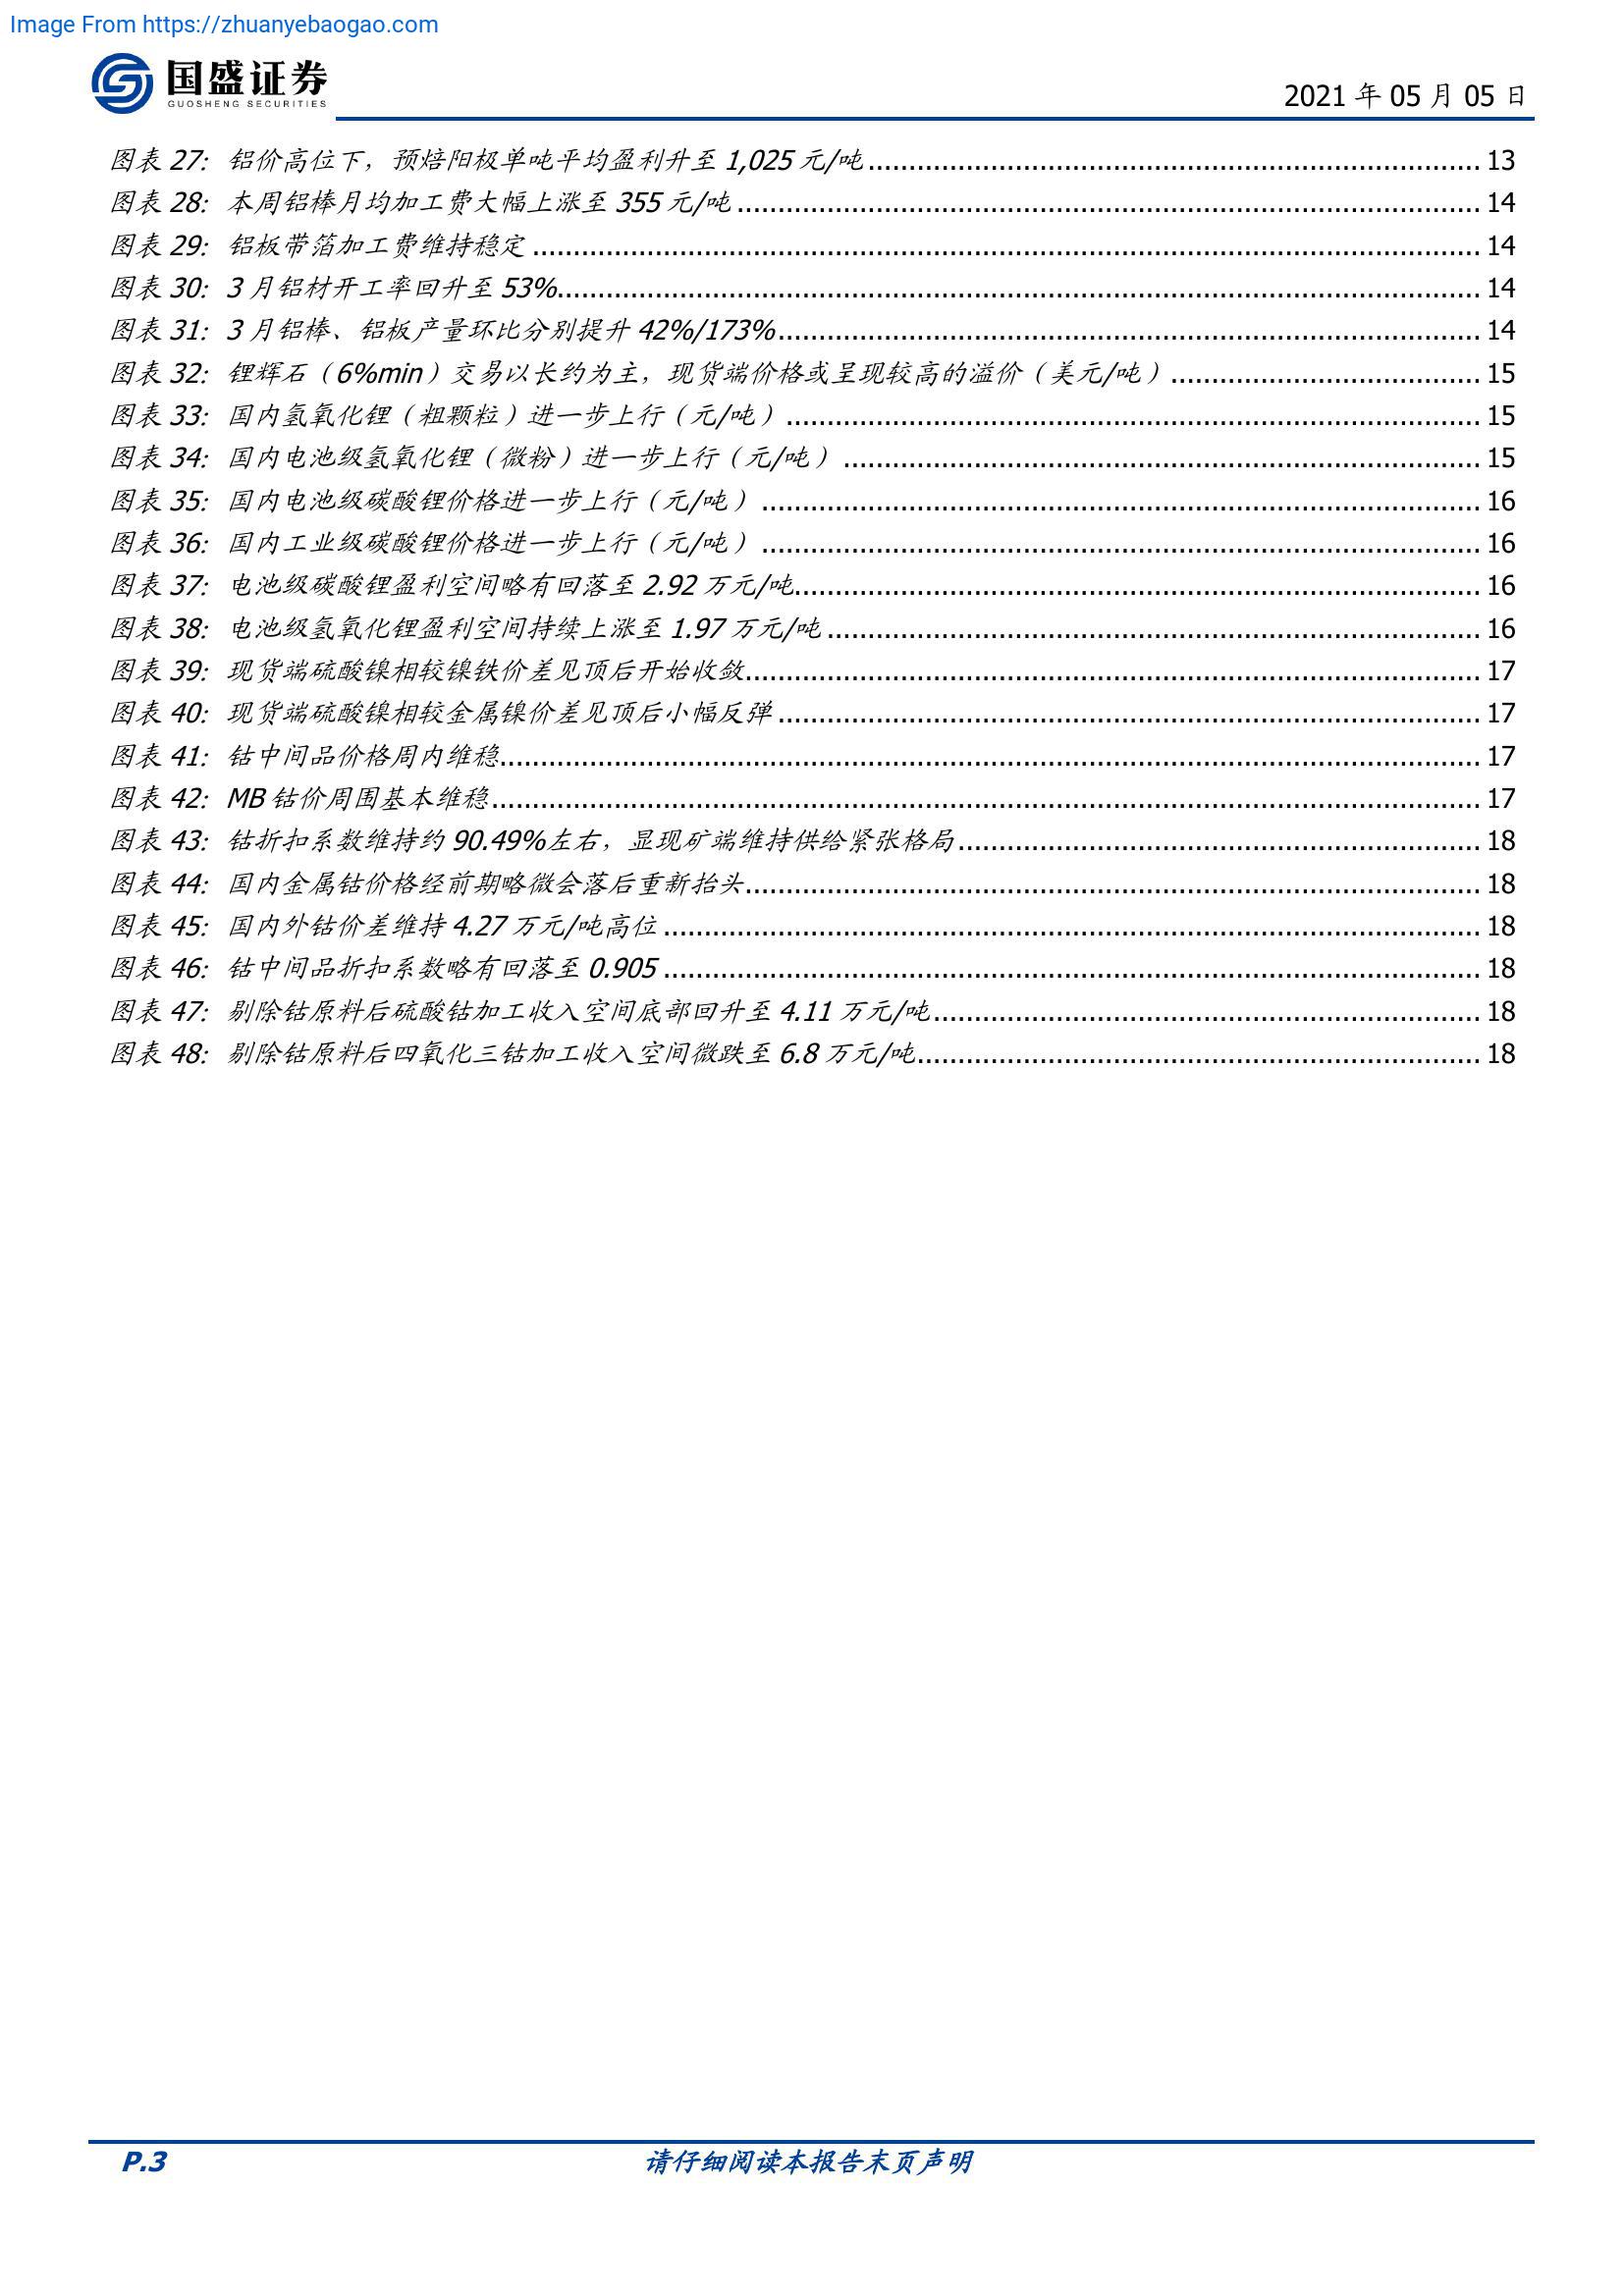 Image From https://zhuanyebaogao.com
国盛证券
GUOSHENG SECURITIES
2021 年 05 月 05 日
图表 27: 铝价高位下，预焙阳极单吨平均盈利升至 1,025 元/吨 13
图表 28: 本周铝棒月均加工费大幅上涨至 355 元/吨 14
图表 29: 铝板带箔加工费维持稳定 14
图表 30: 3 月铝材开工率回升至 53% 14
图表 31: 3 月铝棒、铝板产量环比分别提升 42%/173% 14
图表 32: 锂辉石（6%min）交易以长约为主，现货端价格或呈现较高的溢价（美元/吨） 15
图表 33: 国内氢氧化锂（粗颗粒）进一步上行（元/吨） 15
图表 34: 国内电池级氢氧化锂（微粉）进一步上行（元/吨） 15
图表 35: 国内电池级碳酸锂价格进一步上行（元/吨） 16
图表 36: 国内工业级碳酸锂价格进一步上行（元/吨） 16
图表 37: 电池级碳酸锂盈利空间略有回落至 2.92 万元/吨 16
图表 38: 电池级氢氧化锂盈利空间持续上涨至 1.97 万元/吨 16
图表 39: 现货端硫酸镍相较镍铁价差见顶后开始收敛 17
图表 40: 现货端硫酸镍相较金属镍价差见顶后小幅反弹 17
图表 41: 钴中间品价格周内维稳 17
图表 42: MB 钴价周围基本维稳 17
图表 43: 钴折扣系数维持约 90.49%左右，显现矿端维持供给紧张格局 18
图表 44: 国内金属钴价格经前期略微会落后重新抬头 18
图表 45: 国内外钴价差维持 4.27 万元/吨高位 18
图表 46: 钴中间品折扣系数略有回落至 0.905 18
图表 47: 剔除钴原料后硫酸钴加工收入空间底部回升至 4.11 万元/吨 18
图表 48: 剔除钴原料后四氧化三钴加工收入空间微跌至 6.8 万元/吨 18
P.3
请仔细阅读本报告末页声明